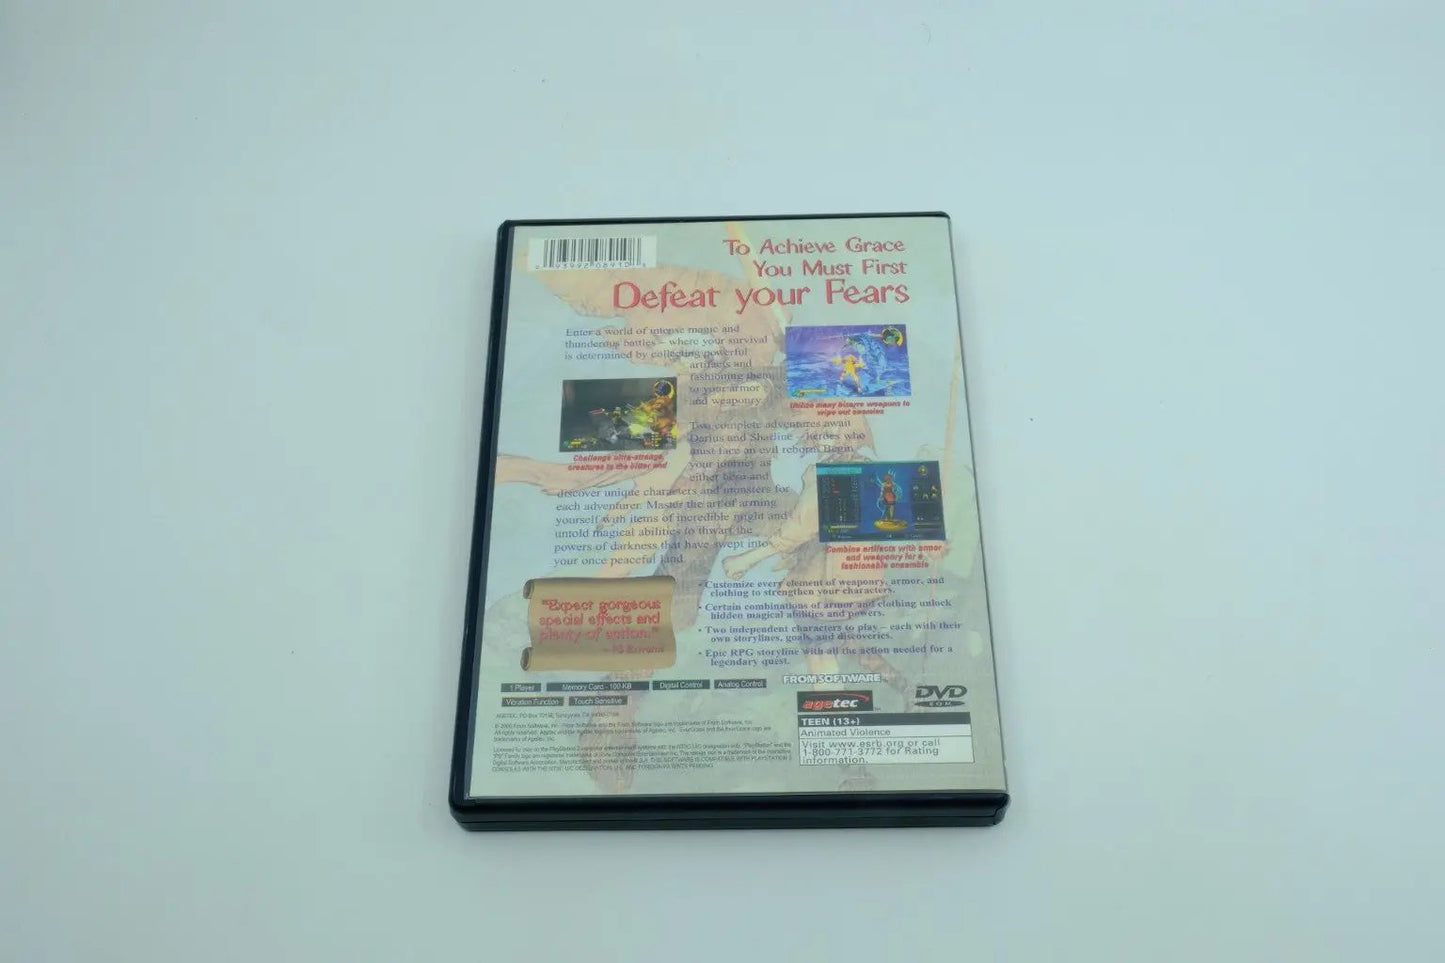 To Achieve Grace
You Must First
Defeat your Fears
Enter a world of intense magic and
thunderous battles – where your survival
is determined by collecting powerful
artifacts and
fashioning them
to your armor
and weaponry.
Utilize many bizarre weapons to
wipe out enemies
Challenge ultra-strange
creatures to the bitter end
Two complete adventures await
Darius and Sharline - heroes who
must face an evil reborn. Begin
your journey as
either hero and
discover unique characters and monsters for
each adventurer. Master the art of arming
yourself with items of incredible might and
untold magical abilities to thwart the
powers of darkness that have swept into
your once peaceful land.
Combine artifacts with armor
and weaponry for a
fashionable ensemble
"Expect gorgeous
special effects and
plenty of action."
• Customize every element of weaponry, armor, and
clothing to strengthen your characters.
• Certain combinations of armor and clothing unlock
hidden magical abilities and powers.
• Two independent characters to play – each with their
own storylines, goals, and discoveries.
• Epic RPG storyline with all the action needed for a
legendary quest.
1 Player
Memory Card - 100 KB
Digital Control
Analog Control
Vibration Function
Touch Sensitive
FROM SOFTWARE
agetec
DVD
ROM
TEEN (13+)
Animated Violence
Visit www.esrb.org or call
1-800-771-3772 for Rating
Information.